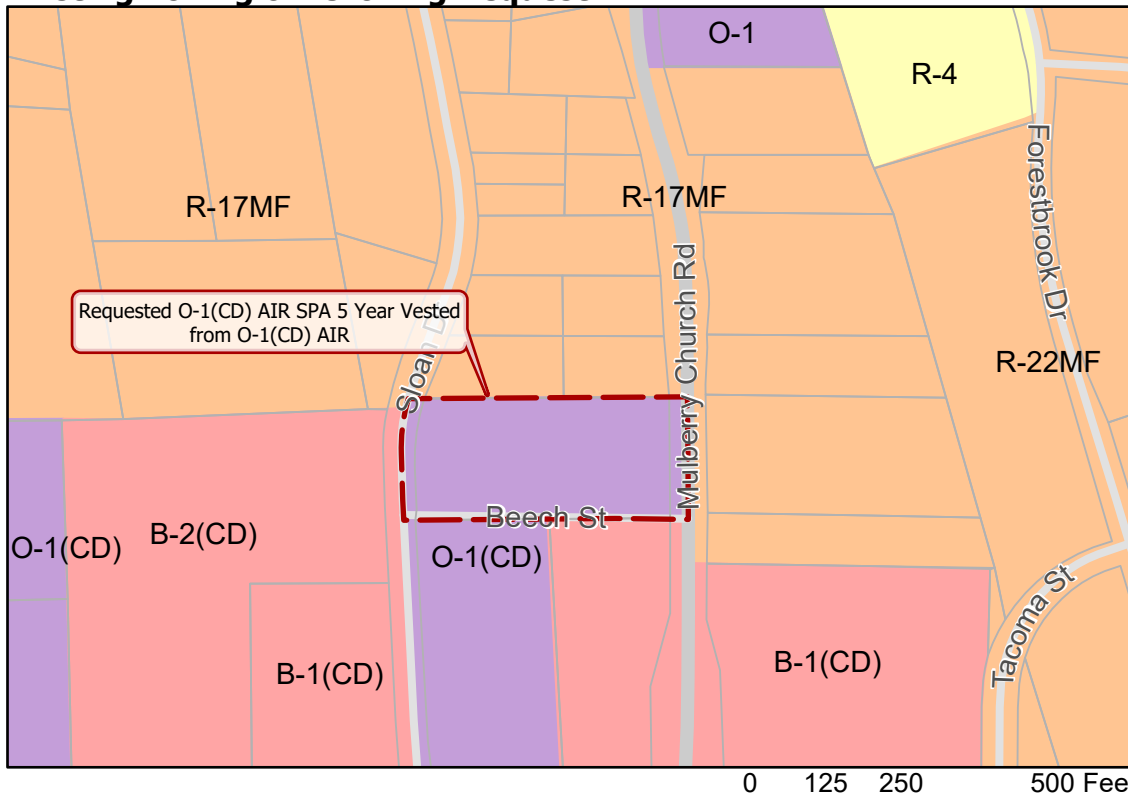 O-1
R-4
Forestbrook Dr
R-17MF
R-17MF
Mulberry Church Rd
Requested O-1(CD) AIR SPA 5 Year Vested
from O-1(CD) AIR
Sloan D
R-22MF
Beech St
O-1(CD)
B-2(CD)
O-1(CD)
B-1(CD)
B-1(CD)
Tacoma St
0 125 250 500 Fee